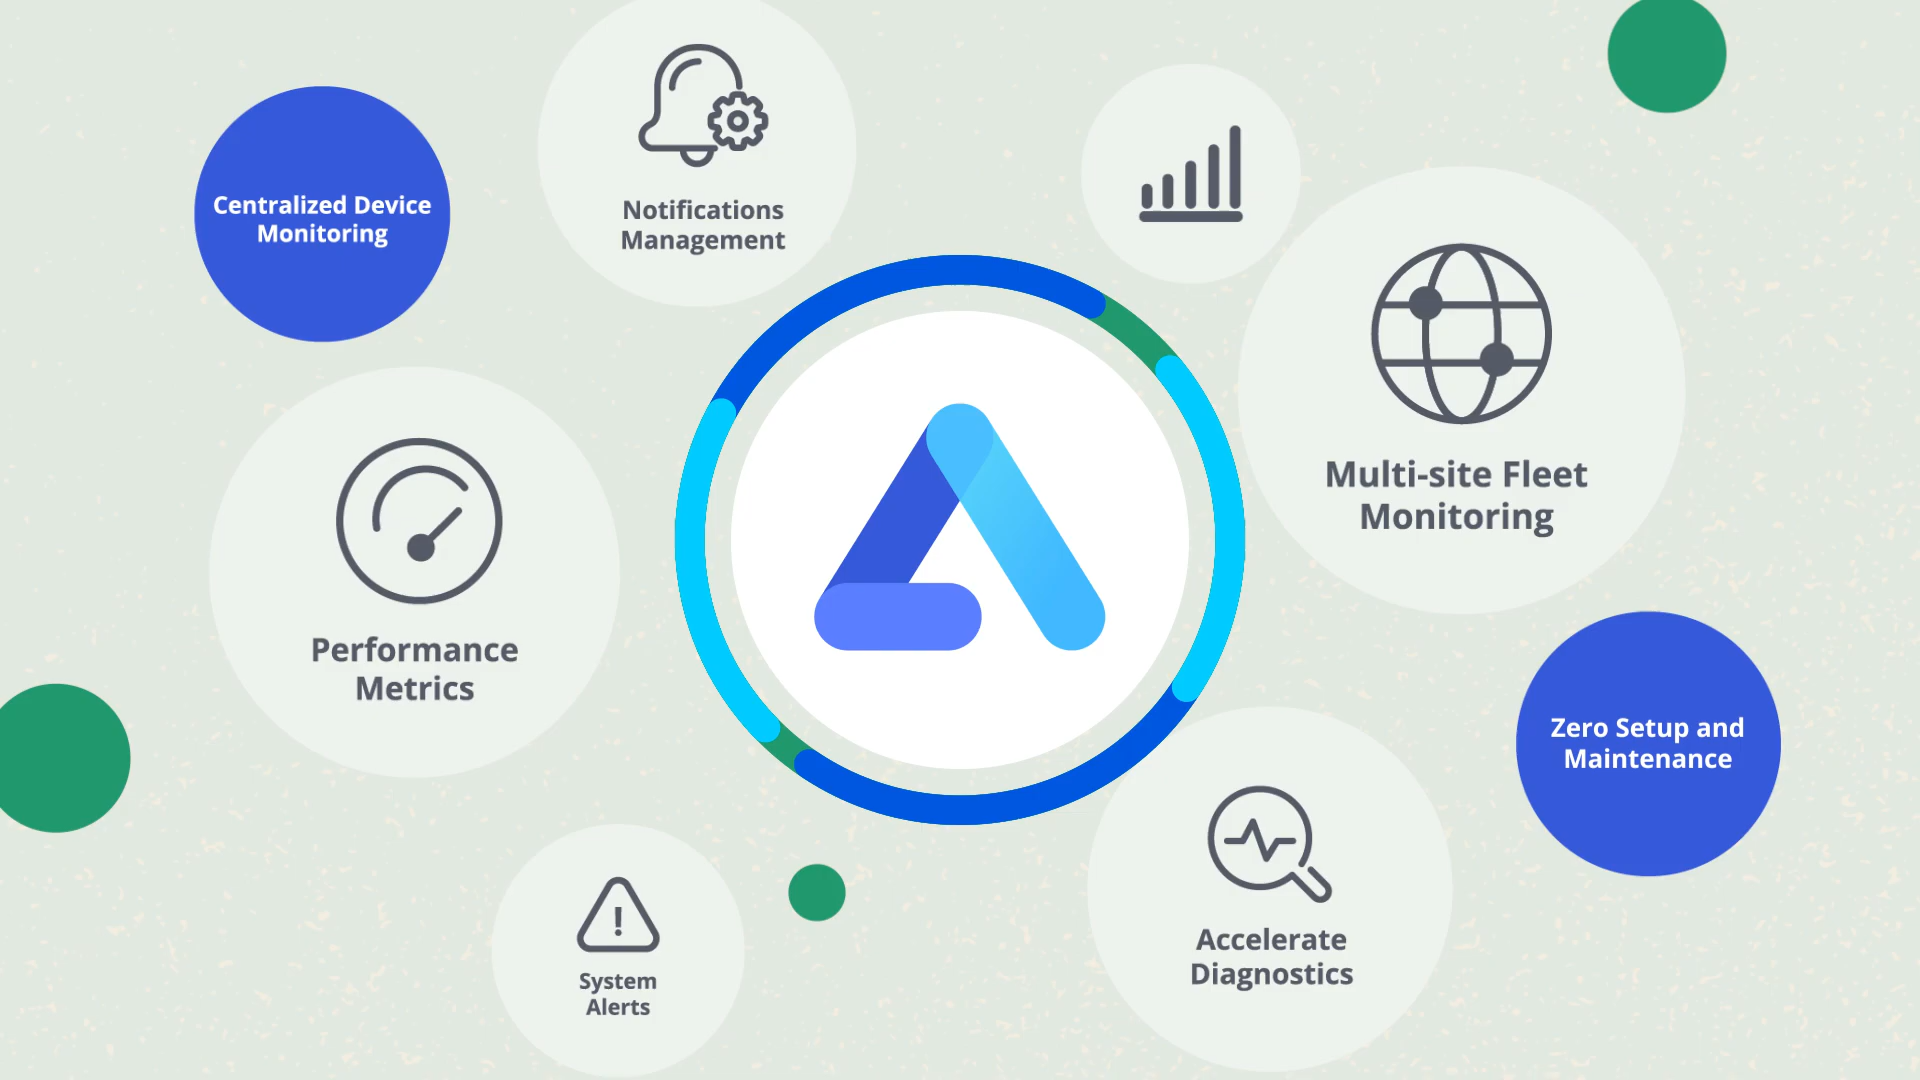 Centralized Device
Monitoring
Notifications
Management
Multi-site Fleet
Monitoring
Performance
Metrics
Zero Setup and
Maintenance
Accelerate
Diagnostics
System
Alerts